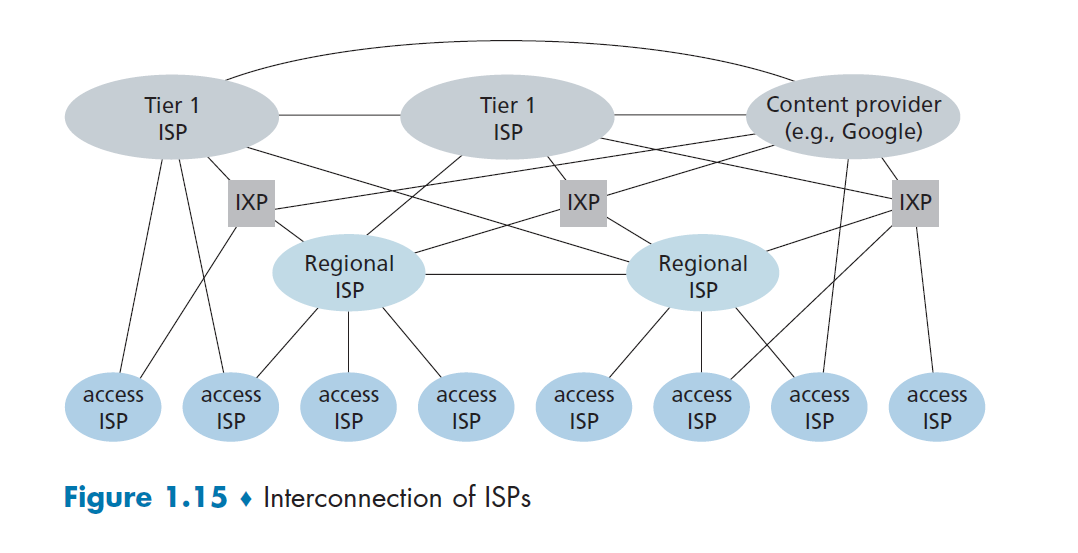 Tier 1
ISP
Tier 1
ISP
Content provider
(e.g., Google)
IXP
IXP
IXP
Regional
ISP
Regional
ISP
access
ISP
access
ISP
access
ISP
access
ISP
access
ISP
access
ISP
access
ISP
access
ISP
Figure 1.15 ♦ Interconnection of ISPs